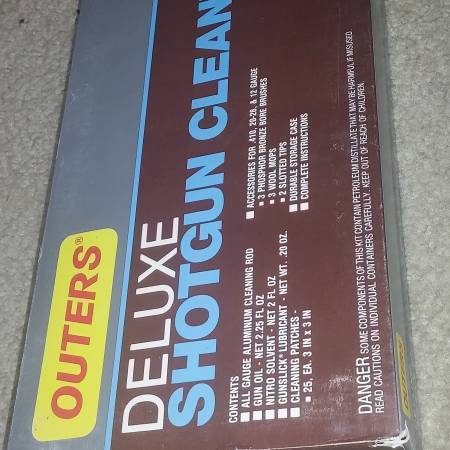 OUTERS®
DELUXE
SHOTGUN CLEAN
CONTENTS
■ ALL GAUGE ALUMINUM CLEANING ROD
■ GUN OIL - NET 2.25 FL OZ
■ NITRO SOLVENT - NET 2 FL OZ
■ GUNSLICK® LUBRICANT - NET WT. .20 OZ.
■ CLEANING PATCHES -
• 25, EA. 3 IN X 3 IN
■ ACCESSORIES FOR .410, 28-20, & 12 GAUGE
• 3 PHOSPHOR BRONZE BORE BRUSHES
• 3 WOOL MOPS
• 2 SLOTTED TIPS
■ DURABLE STORAGE CASE
■ COMPLETE INSTRUCTIONS
DANGER SOME COMPONENTS OF THIS KIT CONTAIN PETROLEUM DISTILLATE THAT MAY BE HARMFUL IF MISUSED.
READ CAUTIONS ON INDIVIDUAL CONTAINERS CAREFULLY. KEEP OUT OF REACH OF CHILDREN.
OUTERS